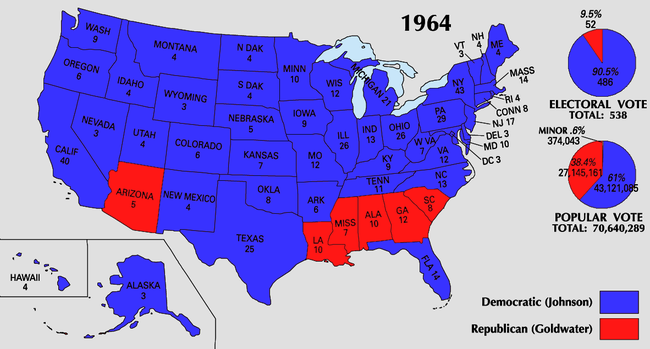 1964
WASH
9
OREGON
6
CALIF
40
NEVADA
3
IDAHO
4
MONTANA
4
WYOMING
3
UTAH
4
COLORADO
6
ARIZONA
5
NEW MEXICO
4
N DAK
4
S DAK
4
NEBRASKA
5
KANSAS
7
OKLA
8
TEXAS
25
MINN
10
IOWA
9
MO
12
ARK
6
LA
10
WIS
12
ILL
26
MICHIGAN 21
IND
13
OHIO
26
KY
9
TENN
11
MISS
7
ALA
10
GA
12
FLA 14
SC
8
NC
13
VA
12
W VA
7
PA
29
NY
43
VT
3
NH
4
ME
4
MASS
14
RI 4
CONN 8
NJ 17
DEL 3
MD 10
DC 3
HAWAII
4
ALASKA
3
9.5%
52
90.5%
486
ELECTORAL VOTE
TOTAL: 538
MINOR .6%
374,043
38.4%
27,145,161
61%
43,121,085
POPULAR VOTE
TOTAL: 70,640,289
Democratic (Johnson)
Republican (Goldwater)